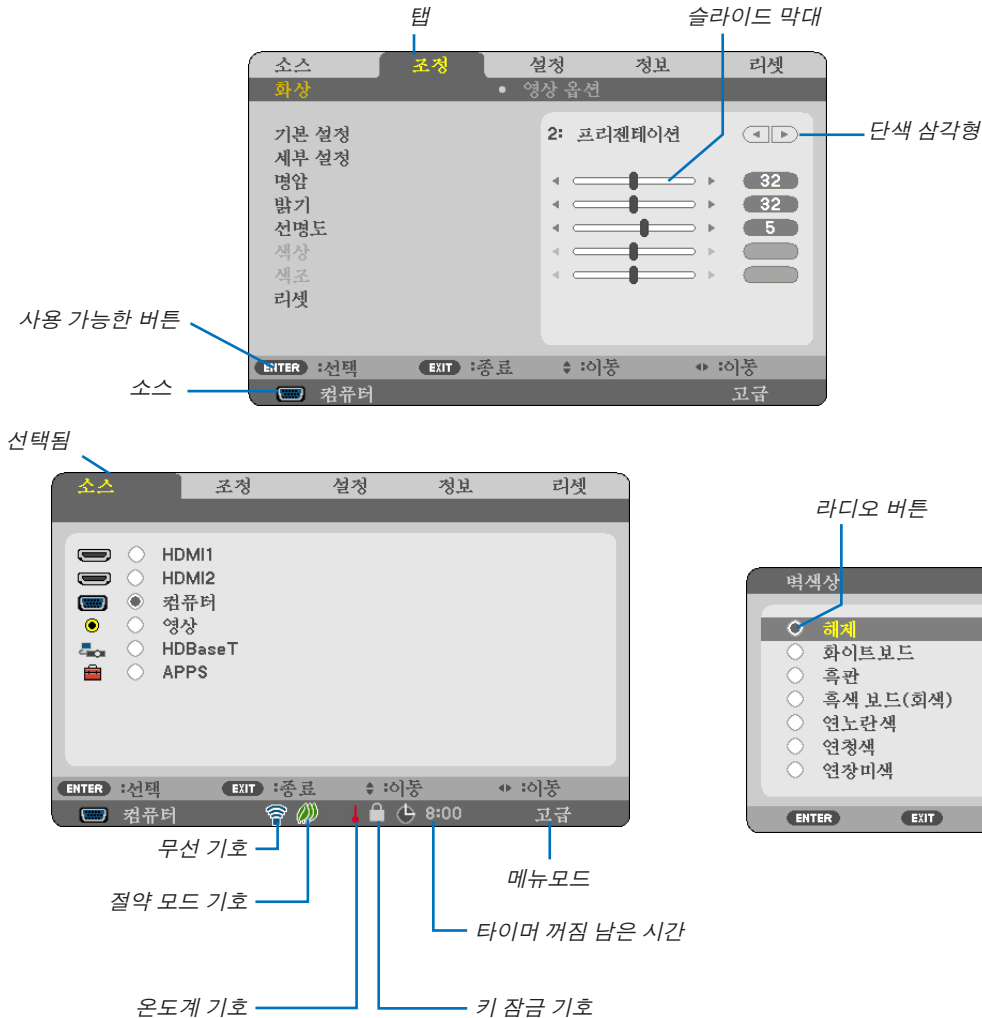 탭
슬라이드 막대
소스 조정 설정 정보 리셋
화상 • 영상 옵션
기본 설정 2: 프리젠테이션
단색 삼각형
세부 설정
명암 32
밝기 32
선명도 5
색상
색조
리셋
사용 가능한 버튼
ENTER :선택 EXIT :종료 :이동 :이동
소스
컴퓨터 고급
선택됨
소스 조정 설정 정보 리셋
HDMI1
HDMI2
컴퓨터
영상
HDBaseT
APPS
ENTER :선택 EXIT :종료 :이동 :이동
컴퓨터 8:00 고급
라디오 버튼
벽색상
해제
화이트보드
흑판
흑색 보드(회색)
연노란색
연청색
연장미색
ENTER EXIT
무선 기호
메뉴모드
절약 모드 기호
타이머 꺼짐 남은 시간
온도계 기호
키 잠금 기호